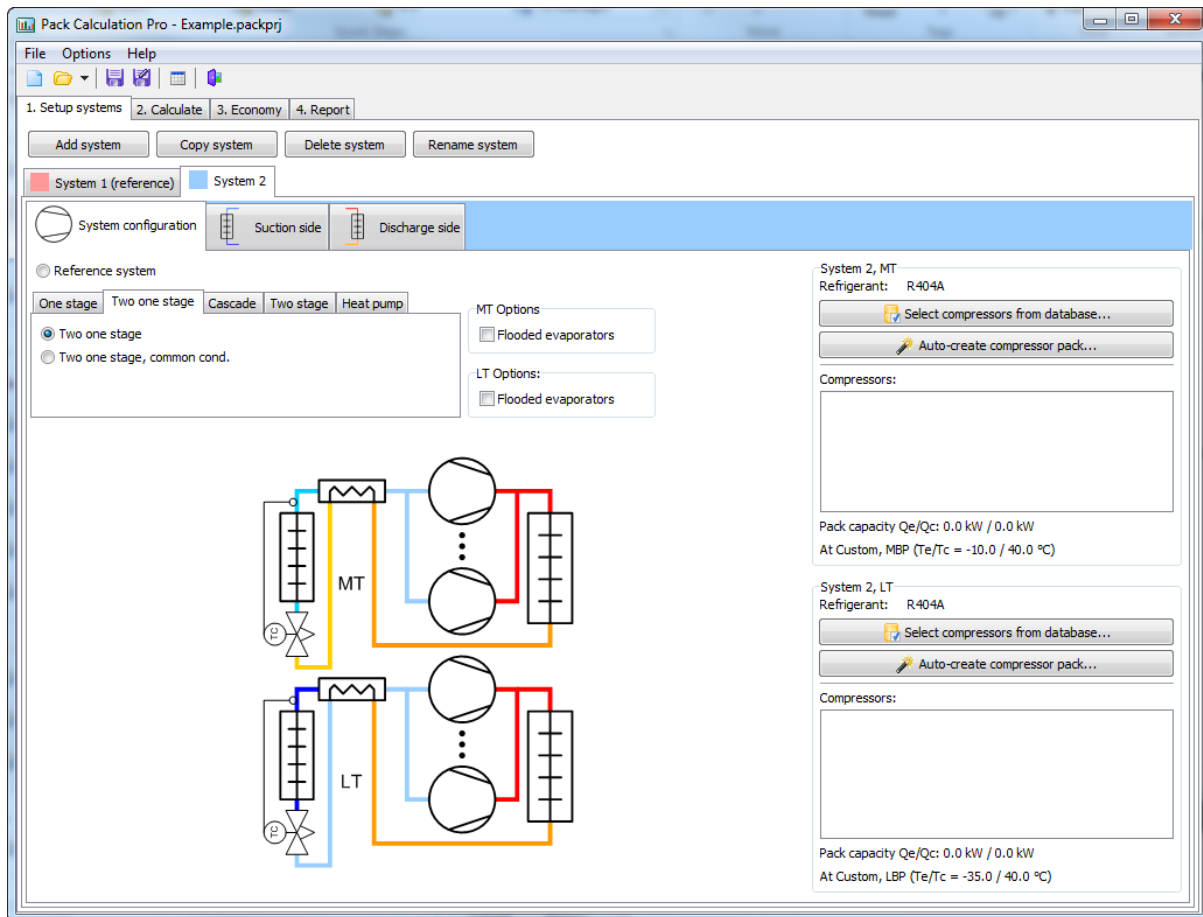 Pack Calculation Pro - Example.packprj
File Options Help
1. Setup systems 2. Calculate 3. Economy 4. Report
Add system Copy system Delete system Rename system
System 1 (reference) System 2
System configuration Suction side Discharge side
Reference system
One stage Two one stage Cascade Two stage Heat pump
Two one stage
Two one stage, common cond.
MT Options
Flooded evaporators
LT Options:
Flooded evaporators
MT
TC
LT
TC
System 2, MT
Refrigerant: R404A
Select compressors from database...
Auto-create compressor pack...
Compressors:
Pack capacity Qe/Qc: 0.0 kW / 0.0 kW
At Custom, MBP (Te/Tc = -10.0 / 40.0 °C)
System 2, LT
Refrigerant: R404A
Select compressors from database...
Auto-create compressor pack...
Compressors:
Pack capacity Qe/Qc: 0.0 kW / 0.0 kW
At Custom, LBP (Te/Tc = -35.0 / 40.0 °C)